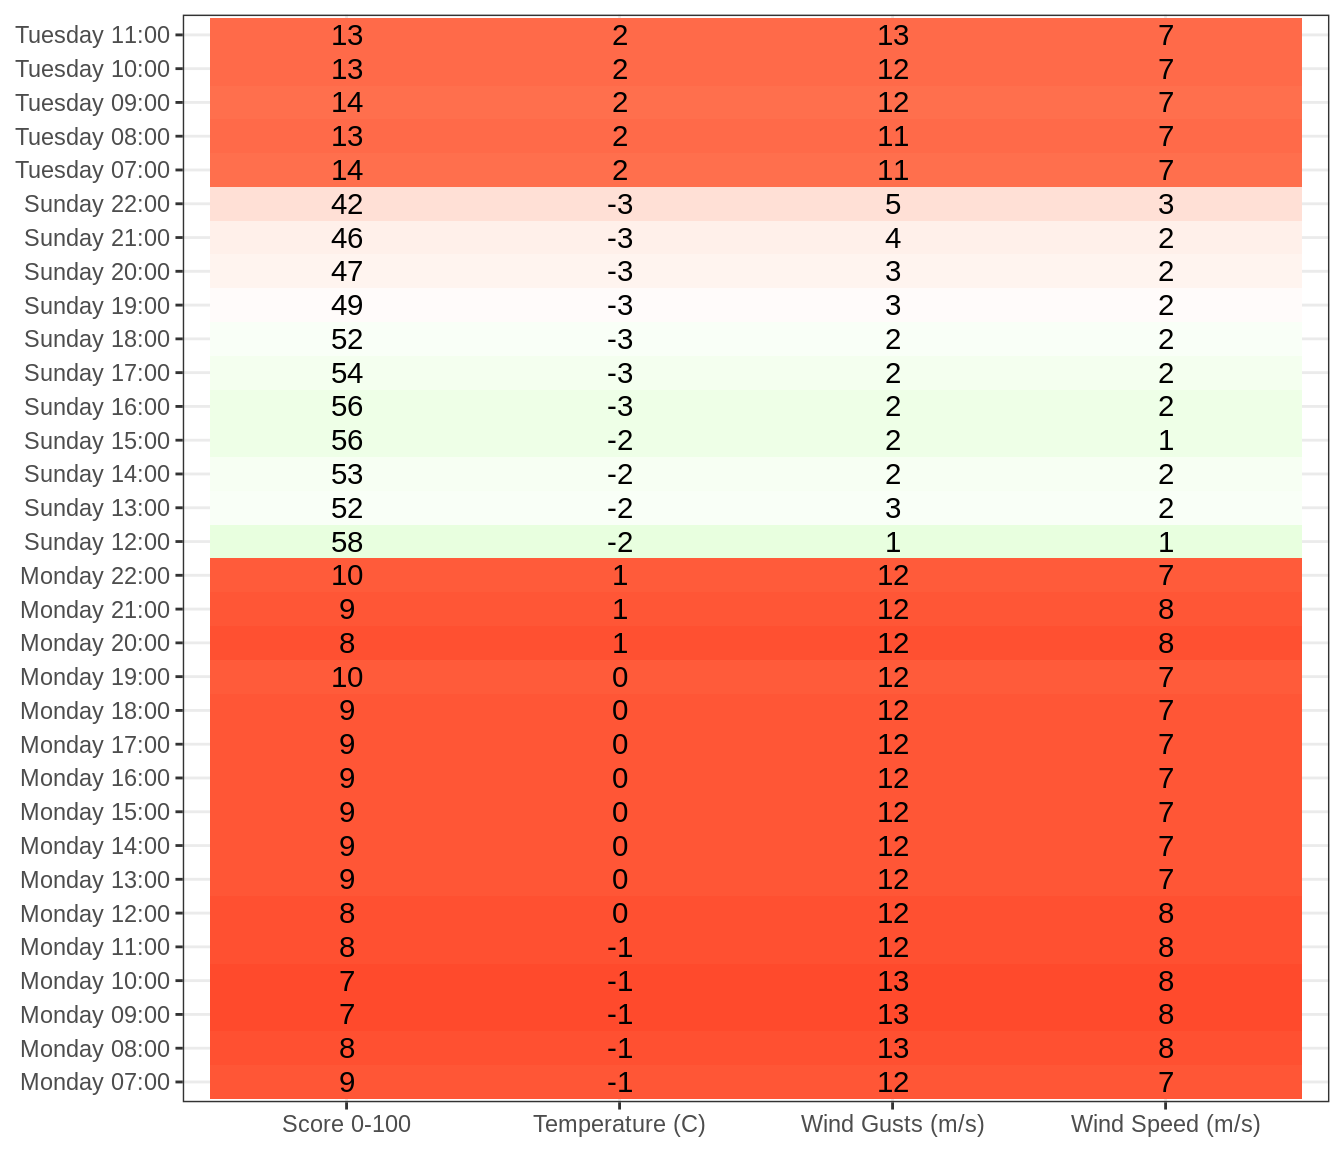 Tuesday 11:00 13 2 13 7
Tuesday 10:00 13 2 12 7
Tuesday 09:00 14 2 12 7
Tuesday 08:00 13 2 11 7
Tuesday 07:00 14 2 11 7
Sunday 22:00 42 -3 5 3
Sunday 21:00 46 -3 4 2
Sunday 20:00 47 -3 3 2
Sunday 19:00 49 -3 3 2
Sunday 18:00 52 -3 2 2
Sunday 17:00 54 -3 2 2
Sunday 16:00 56 -3 2 2
Sunday 15:00 56 -2 2 1
Sunday 14:00 53 -2 2 2
Sunday 13:00 52 -2 3 2
Sunday 12:00 58 -2 1 1
Monday 22:00 10 1 12 7
Monday 21:00 9 1 12 8
Monday 20:00 8 1 12 8
Monday 19:00 10 0 12 7
Monday 18:00 9 0 12 7
Monday 17:00 9 0 12 7
Monday 16:00 9 0 12 7
Monday 15:00 9 0 12 7
Monday 14:00 9 0 12 7
Monday 13:00 9 0 12 7
Monday 12:00 8 0 12 8
Monday 11:00 8 -1 12 8
Monday 10:00 7 -1 13 8
Monday 09:00 7 -1 13 8
Monday 08:00 8 -1 13 8
Monday 07:00 9 -1 12 7
Score 0-100 Temperature (C) Wind Gusts (m/s) Wind Speed (m/s)